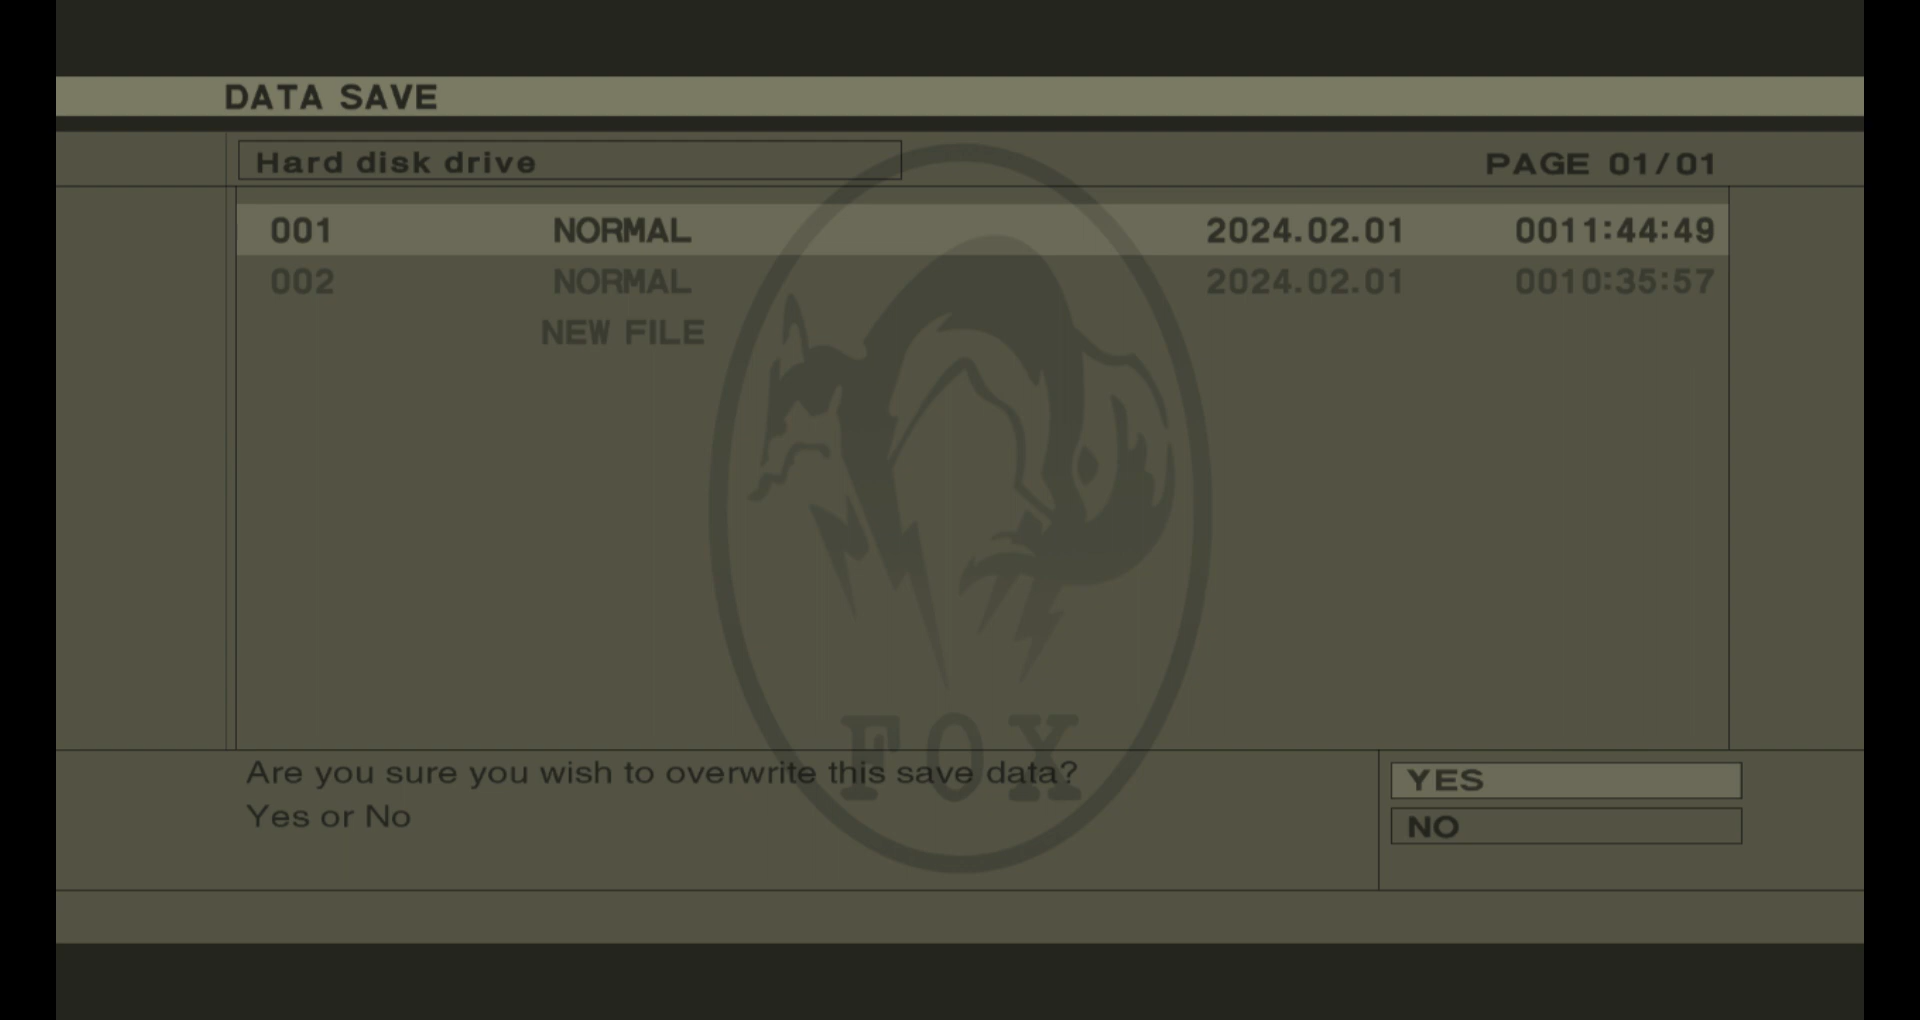 DATA SAVE
Hard disk drive PAGE 01/01
001 NORMAL 2024.02.01 0011:44:49
002 NORMAL 2024.02.01 0010:35:57
NEW FILE
FOX
Are you sure you wish to overwrite this save data?
Yes or No
YES
NO